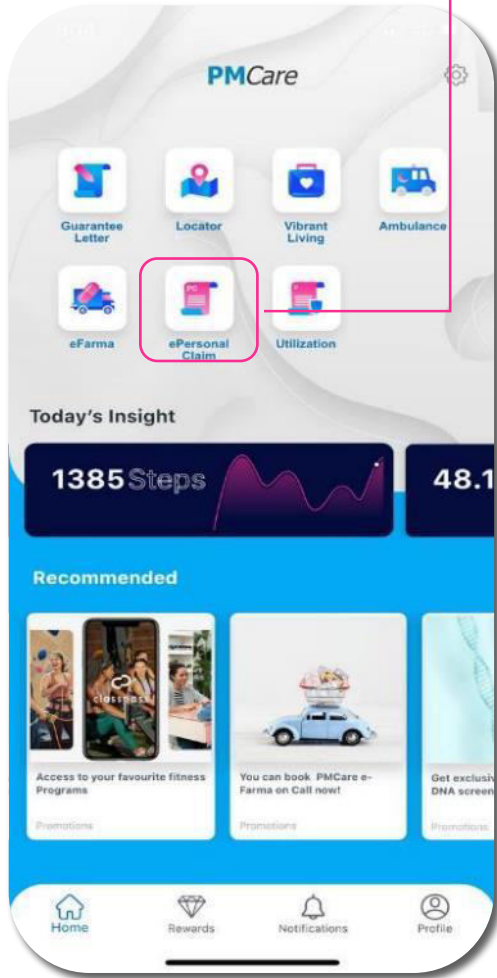 PMCare
Guarantee
Letter
Locator
Vibrant
Living
Ambulance
eFarma
PC
ePersonal
Claim
Utilization
Today's Insight
1385 Steps
48.1
Recommended
classpass
Access to your favourite fitness
Programs
Promotions
You can book PMCare e-
Farma on Call now!
Promotions
Get exclusiv
DNA screen
Promotions
Home
Rewards
Notifications
Profile